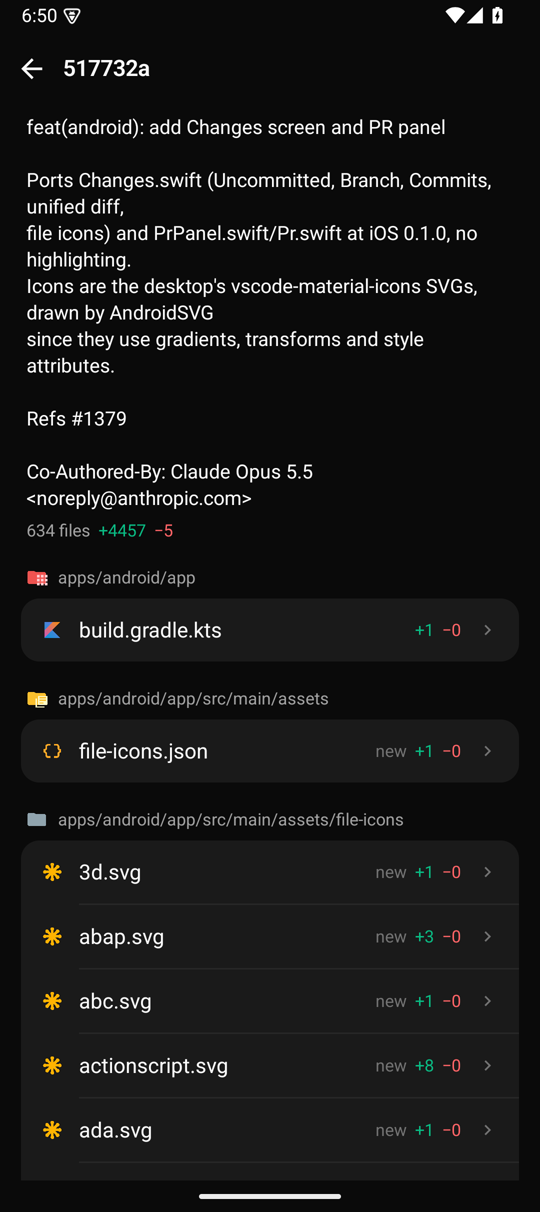 6:50
517732a
feat(android): add Changes screen and PR panel
Ports Changes.swift (Uncommitted, Branch, Commits,
unified diff,
file icons) and PrPanel.swift/Pr.swift at iOS 0.1.0, no
highlighting.
Icons are the desktop's vscode-material-icons SVGs,
drawn by AndroidSVG
since they use gradients, transforms and style
attributes.
Refs #1379
Co-Authored-By: Claude Opus 5.5
<noreply@anthropic.com>
634 files +4457 −5
apps/android/app
build.gradle.kts +1 −0
apps/android/app/src/main/assets
file-icons.json new +1 −0
apps/android/app/src/main/assets/file-icons
3d.svg new +1 −0
abap.svg new +3 −0
abc.svg new +1 −0
actionscript.svg new +8 −0
ada.svg new +1 −0